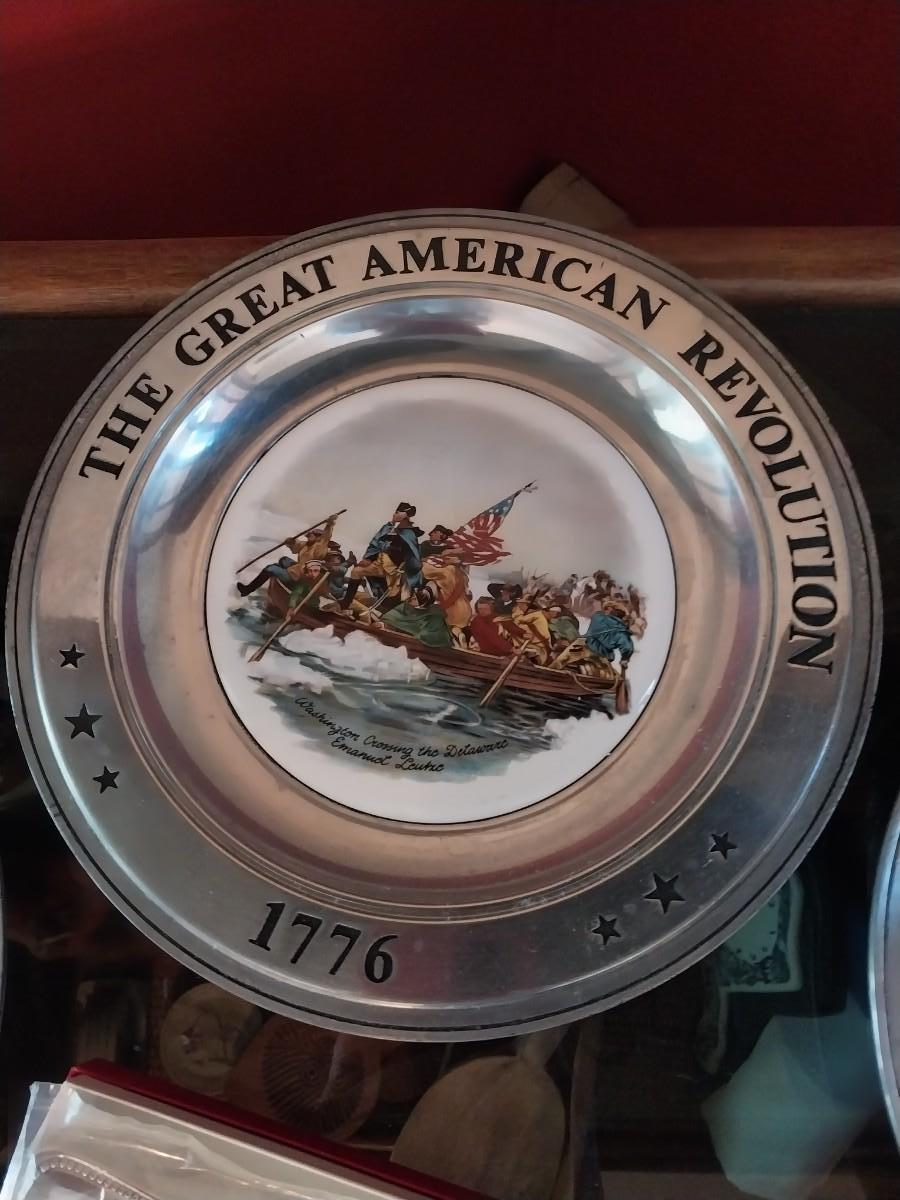 THE GREAT AMERICAN REVOLUTION
Washington Crossing the Delaware
Emanuel Leutze
1776